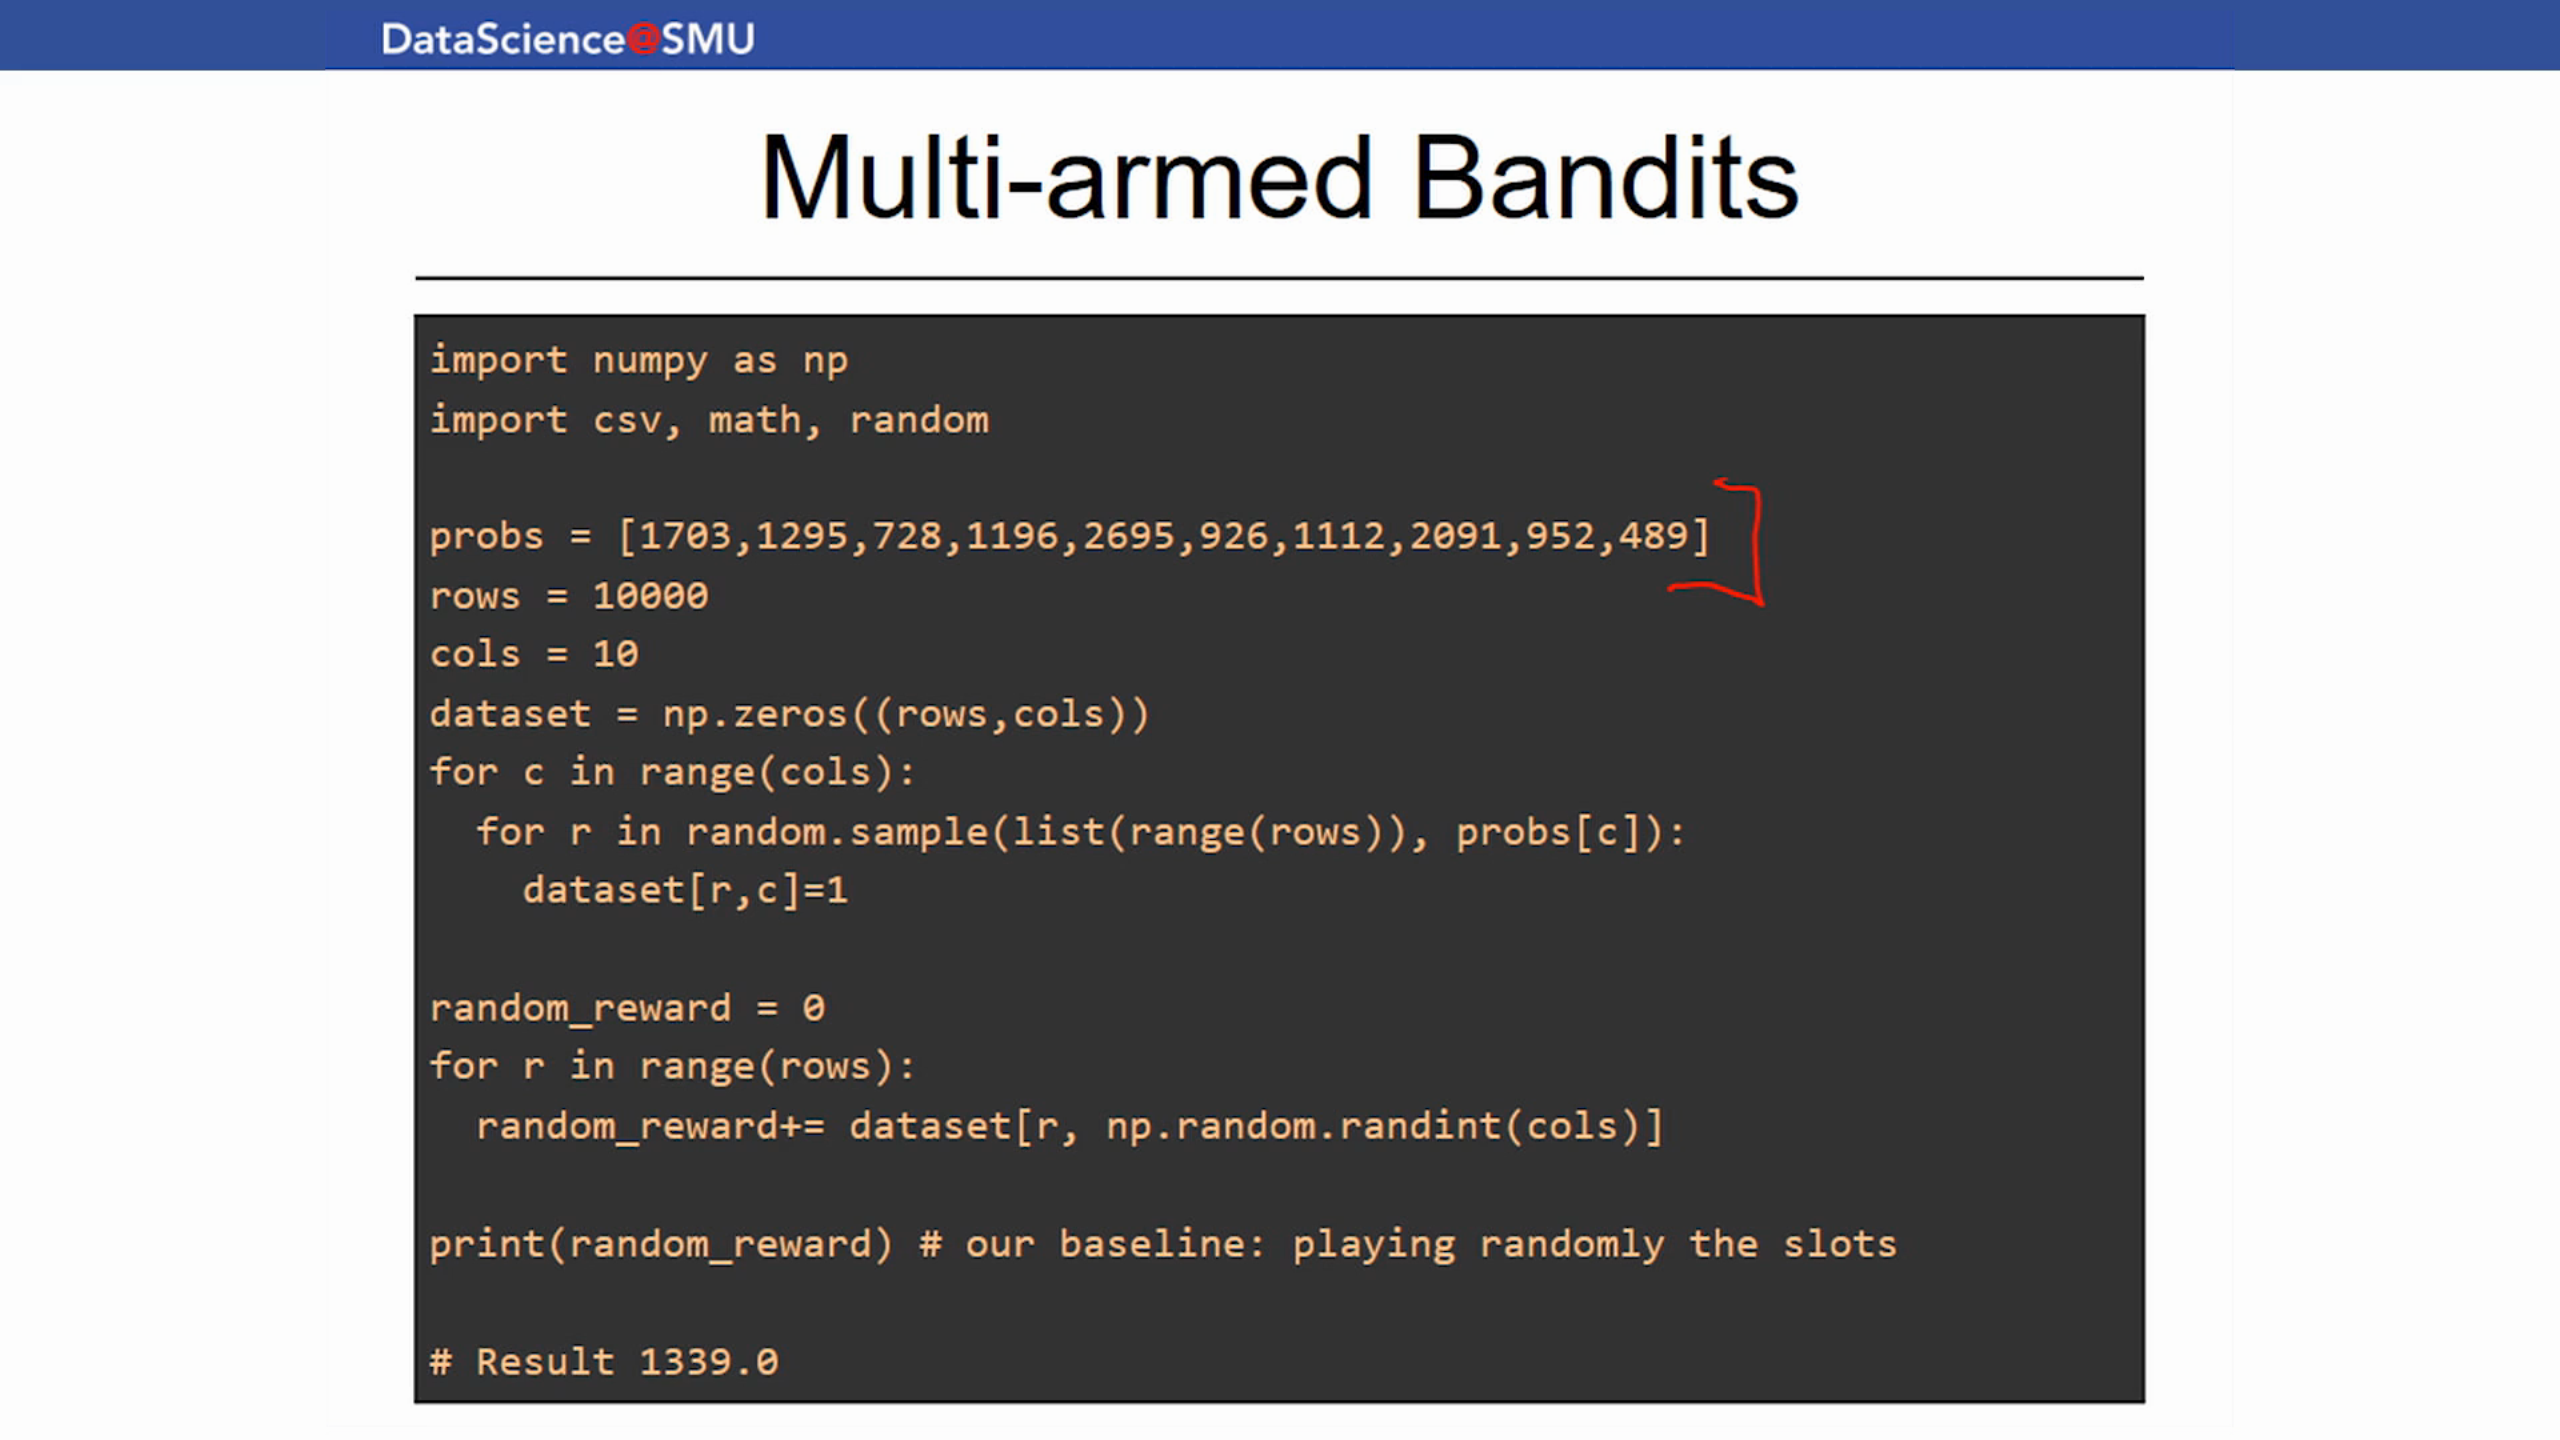 DataScience@SMU
Multi-armed Bandits
import numpy as np
import csv, math, random
probs = [1703,1295,728,1196,2695,926,1112,2091,952,489]
rows = 10000
cols = 10
dataset = np.zeros((rows,cols))
for c in range(cols):
  for r in random.sample(list(range(rows)), probs[c]):
    dataset[r,c]=1
random_reward = 0
for r in range(rows):
  random_reward+= dataset[r, np.random.randint(cols)]
print(random_reward) # our baseline: playing randomly the slots
# Result 1339.0